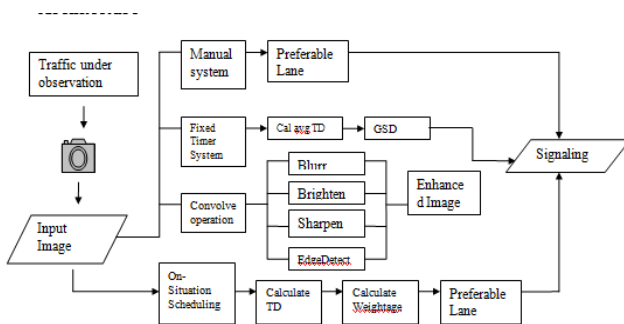 Traffic under
observation
Input
Image
Manual
system
Preferable
Lane
Fixed
Timer
System
Cal avg TD
GSD
Convolve
operation
Blurr
Brighten
Sharpen
EdgeDetect
Enhance
d Image
Signaling
On-
Situation
Scheduling
Calculate
TD
Calculate
Weightage
Preferable
Lane